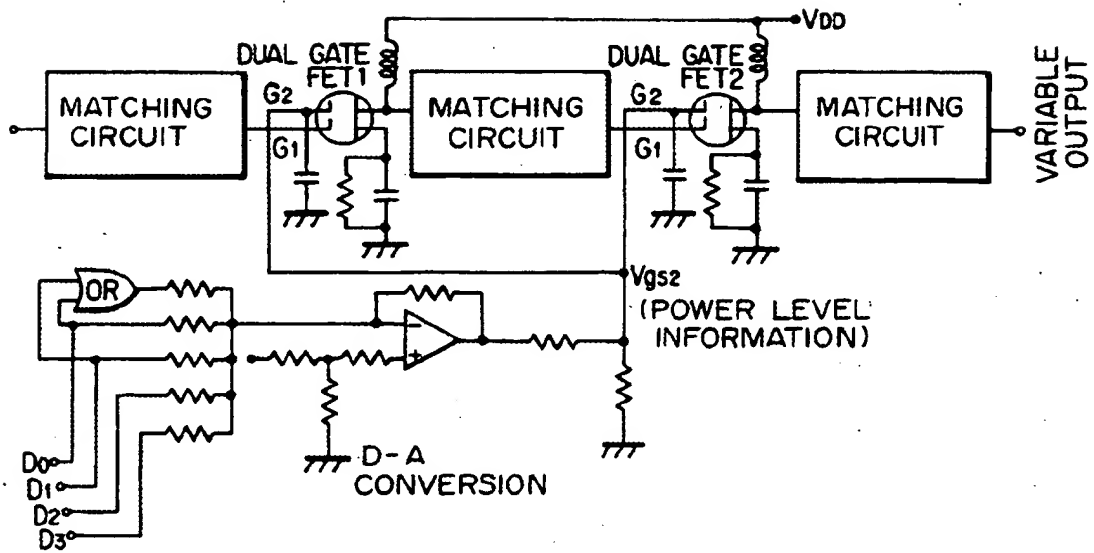 VDD
DUAL GATE
FET1
DUAL GATE
FET2
MATCHING
CIRCUIT
G2
G1
MATCHING
CIRCUIT
G2
G1
MATCHING
CIRCUIT
VARIABLE
OUTPUT
Vgs2
(POWER LEVEL
INFORMATION)
OR
D-A
CONVERSION
D0
D1
D2
D3